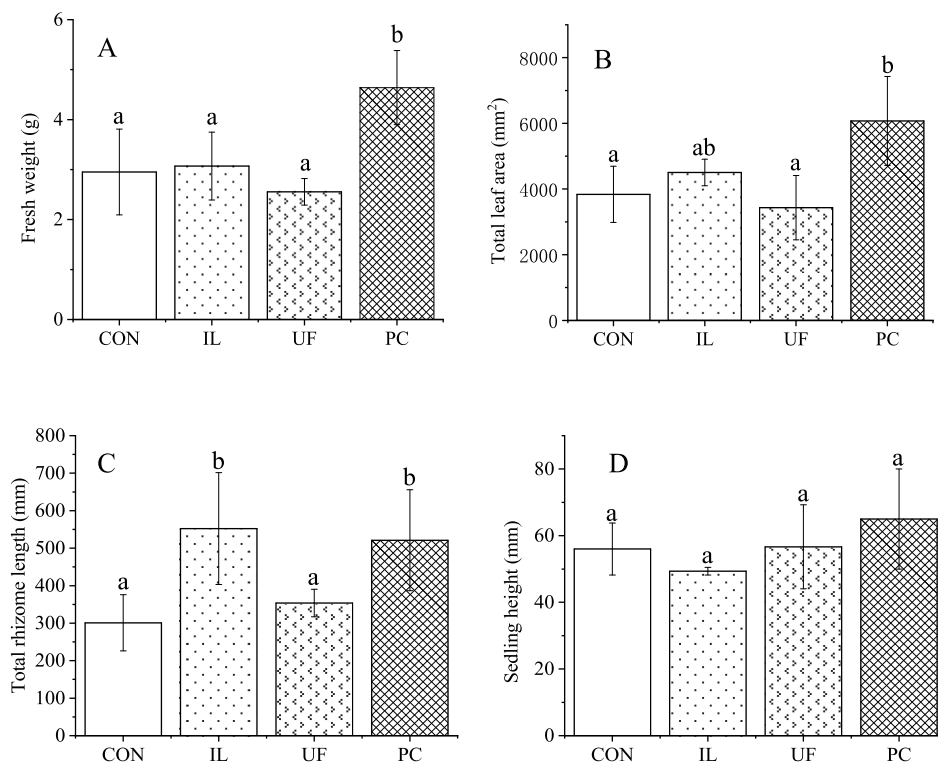 A
Fresh weight (g)
6
4
2
0
a
a
a
b
CON IL UF PC
B
Total leaf area (mm²)
8000
6000
4000
2000
0
a
ab
a
b
CON IL UF PC
C
Total rhizome length (mm)
800
700
600
500
400
300
200
100
0
a
b
a
b
CON IL UF PC
D
Sedling height (mm)
80
60
40
20
0
a
a
a
a
CON IL UF PC